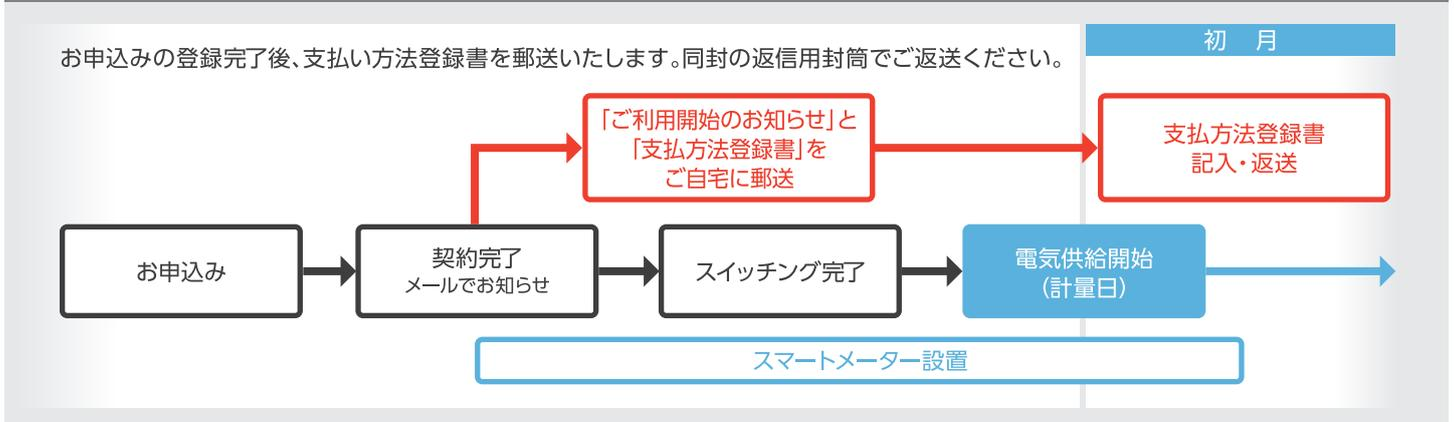 お申込みの登録完了後、支払い方法登録書を郵送いたします。同封の返信用封筒でご返送ください。
初　月
「ご利用開始のお知らせ」と
「支払方法登録書」を
ご自宅に郵送
支払方法登録書
記入・返送
お申込み
契約完了
メールでお知らせ
スイッチング完了
電気供給開始
（計量日）
スマートメーター設置